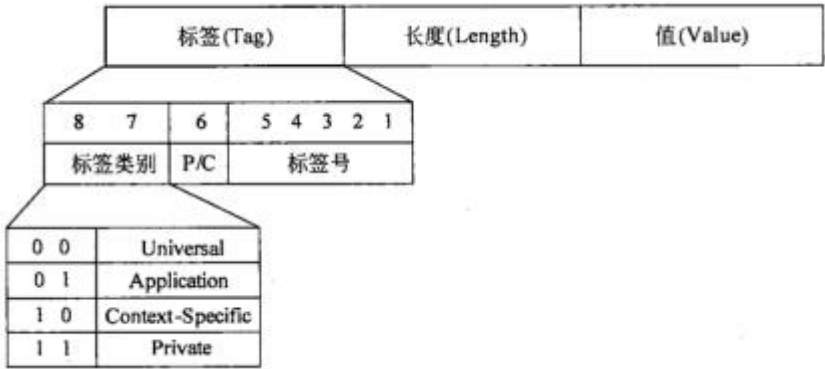 标签(Tag) 长度(Length) 值(Value)
8 7 6 5 4 3 2 1
标签类别 P/C 标签号
0 0 Universal
0 1 Application
1 0 Context-Specific
1 1 Private